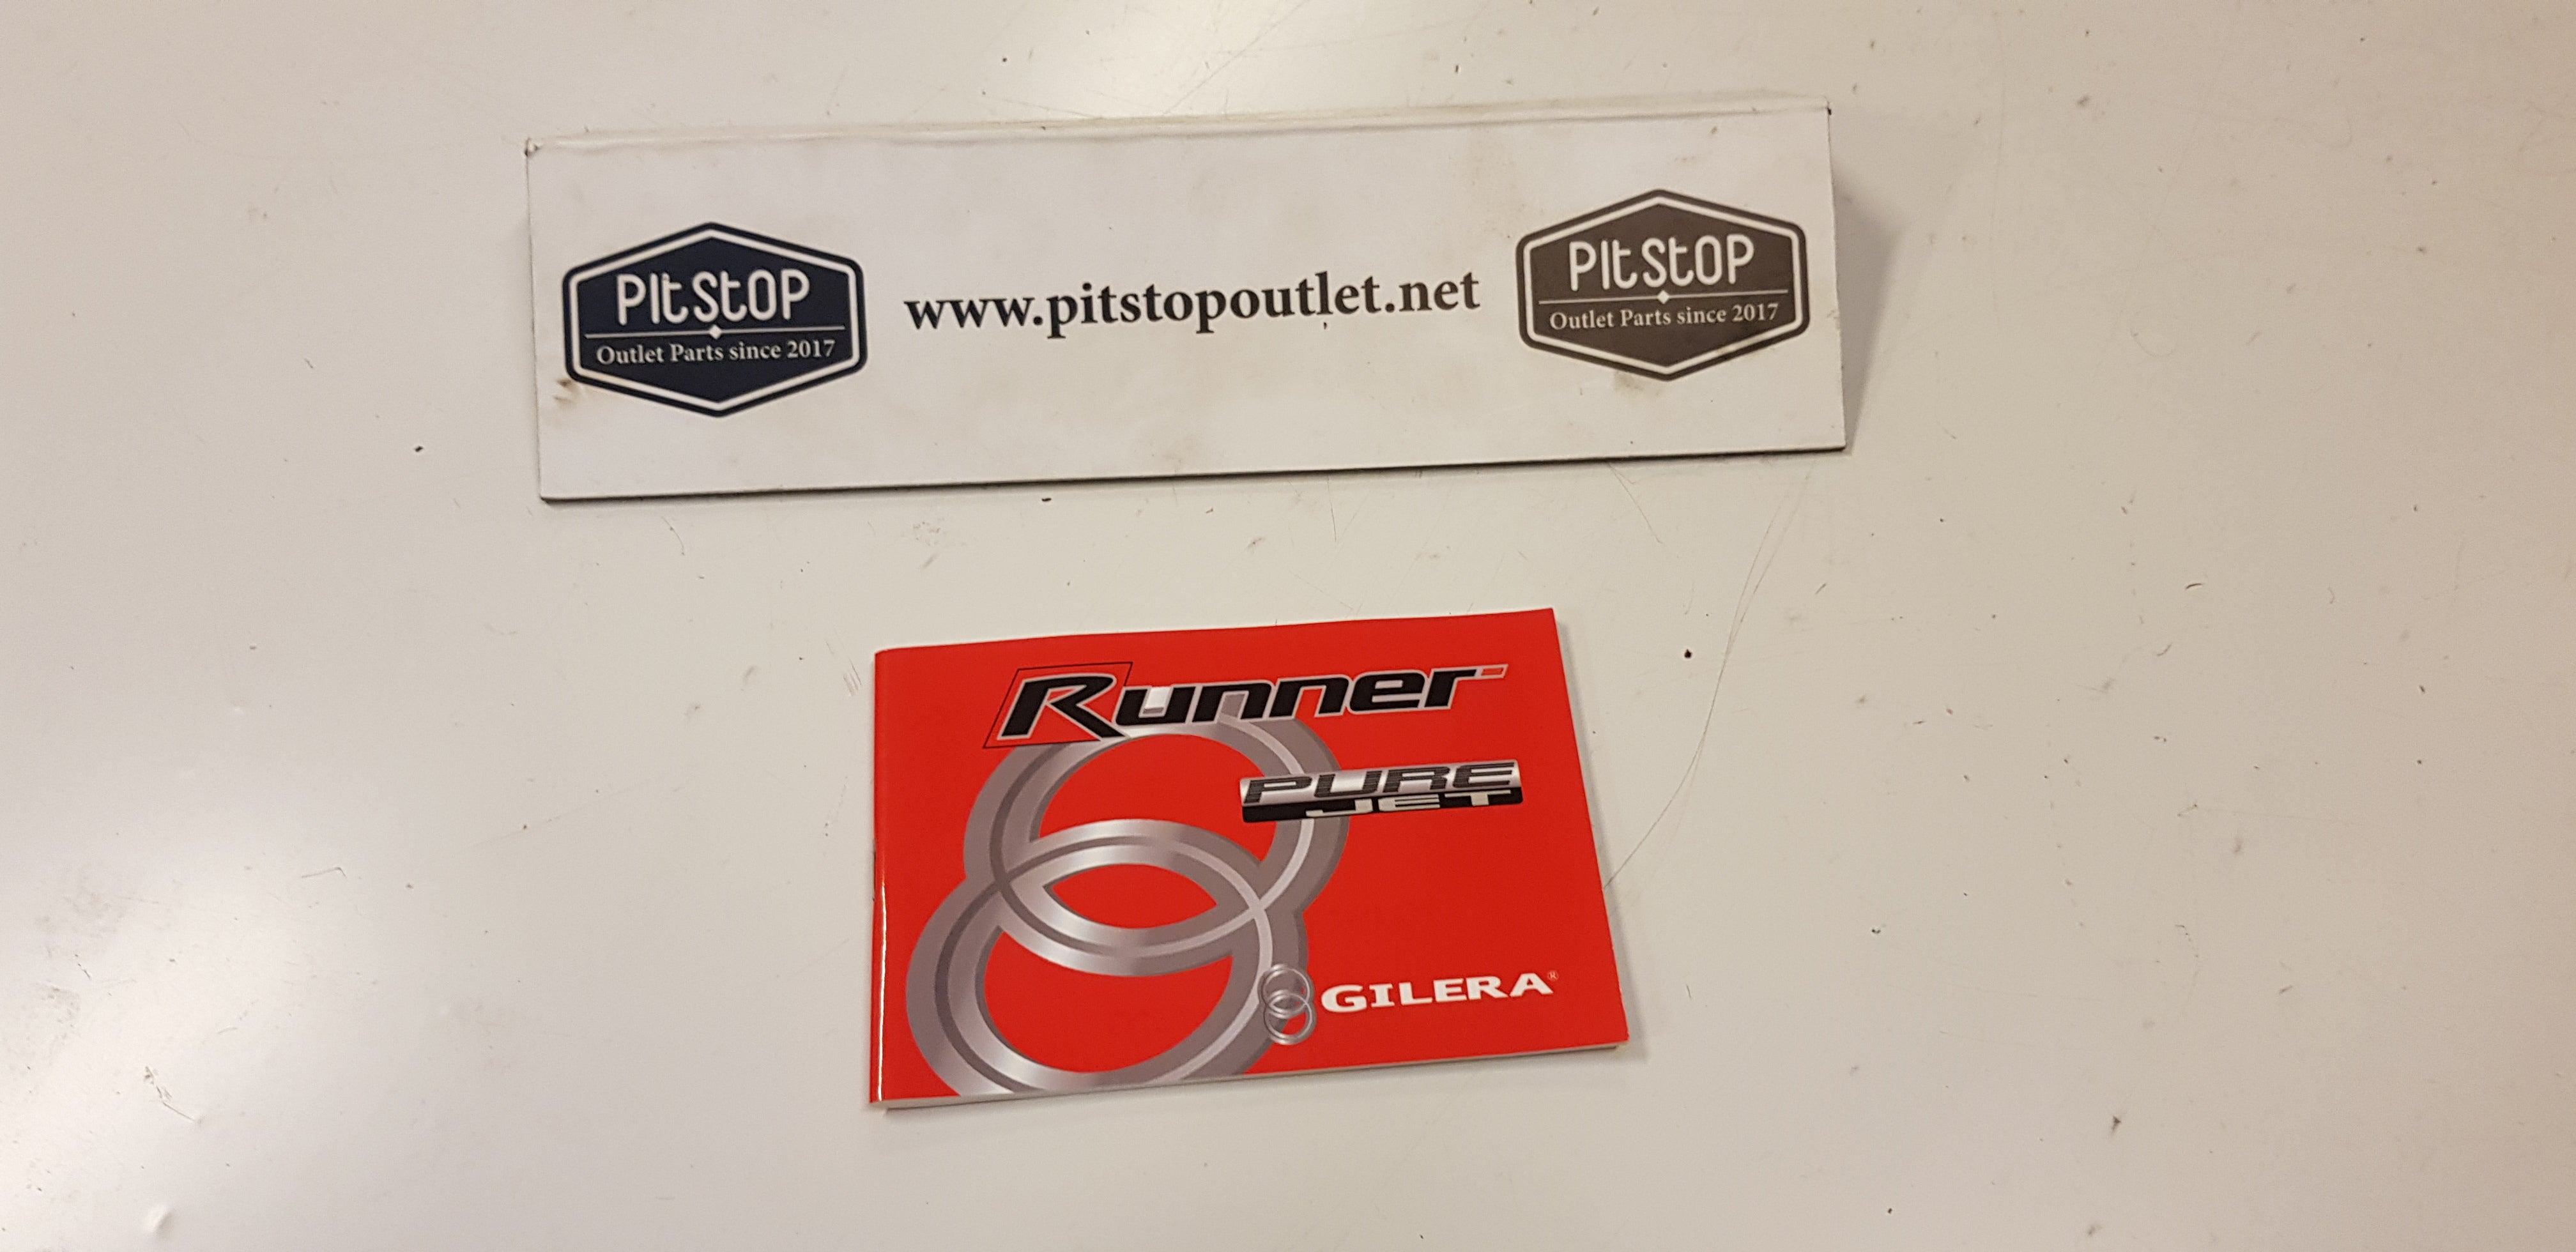 PitStOP
Outlet Parts since 2017
www.pitstopoutlet.net
PitStOP
Outlet Parts since 2017
Runner
PURE
JET
GILERA®